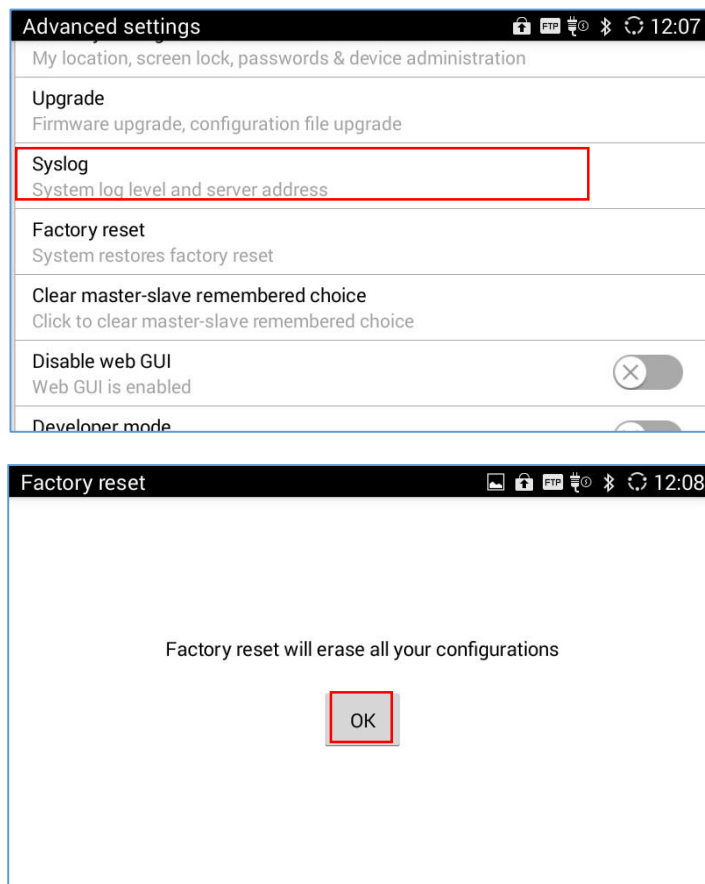 Advanced settings FTP 12:07
My location, screen lock, passwords & device administration
Upgrade
Firmware upgrade, configuration file upgrade
Syslog
System log level and server address
Factory reset
System restores factory reset
Clear master-slave remembered choice
Click to clear master-slave remembered choice
Disable web GUI
Web GUI is enabled
Developer mode
Factory reset FTP 12:08
Factory reset will erase all your configurations
OK